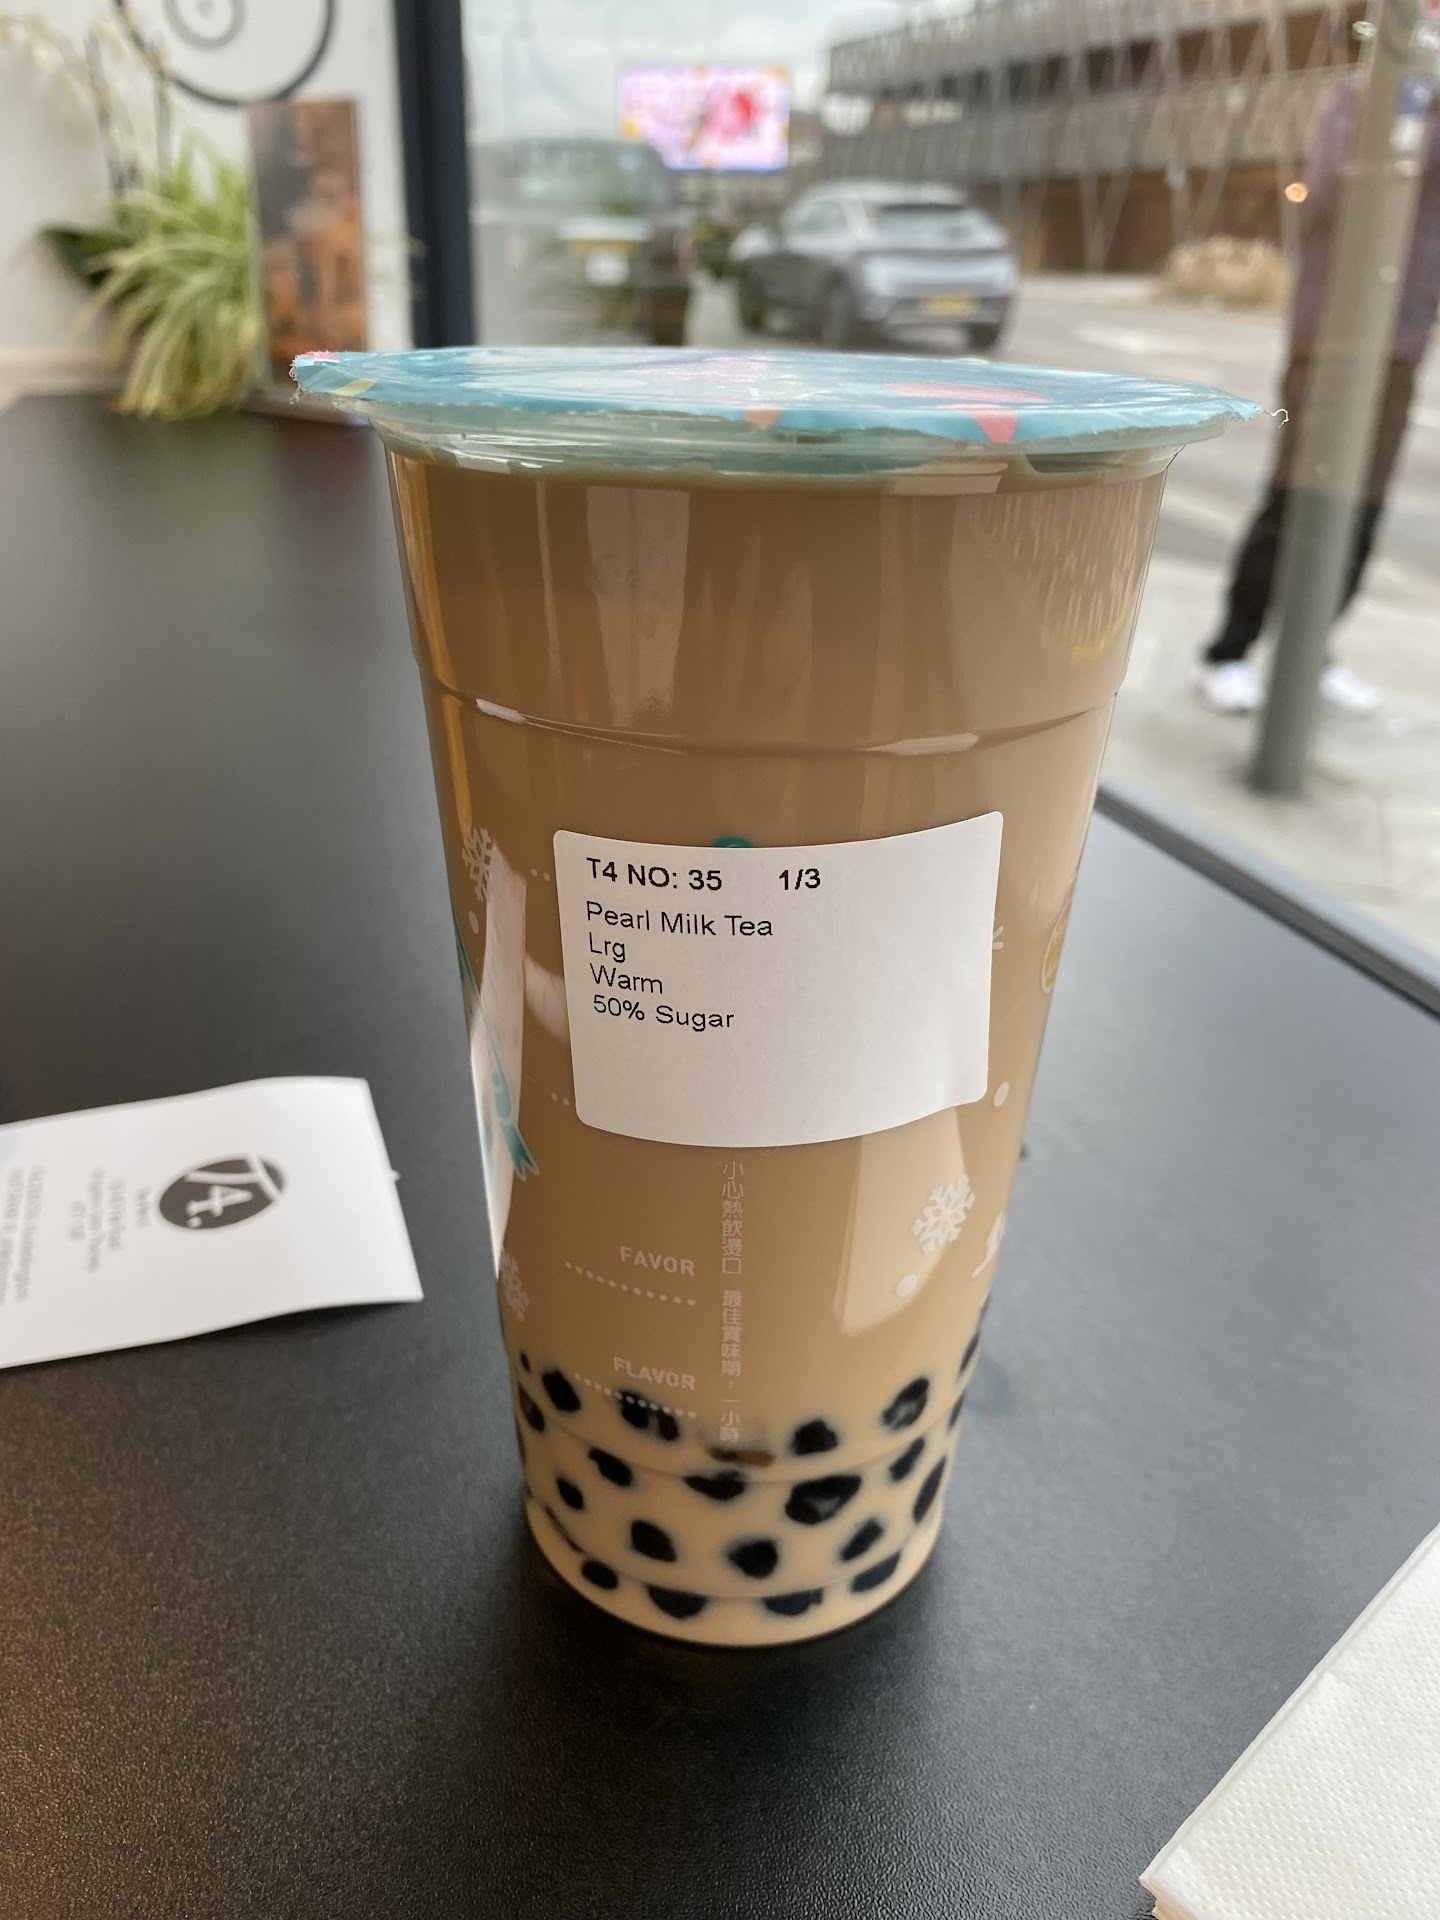 T4 NO: 35 1/3
Pearl Milk Tea
Lrg
Warm
50% Sugar
小心熱飲燙口 最佳賞味期:一小時
FAVOR
FLAVOR
T4.